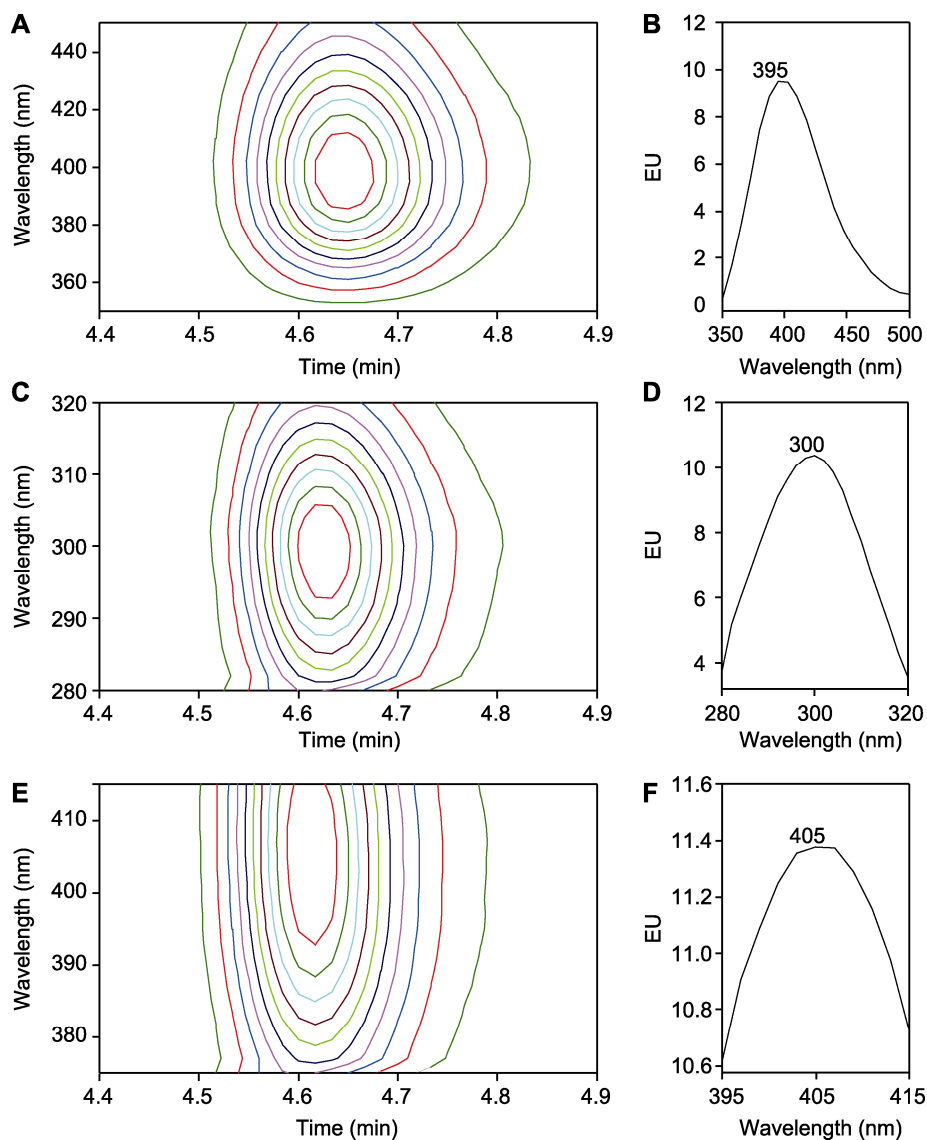 A
Wavelength (nm)
440
420
400
380
360
4.4 4.5 4.6 4.7 4.8 4.9
Time (min)
B
EU
12
10
8
6
4
2
0
395
350 400 450 500
Wavelength (nm)
C
Wavelength (nm)
320
310
300
290
280
4.4 4.5 4.6 4.7 4.8 4.9
Time (min)
D
EU
12
10
8
6
4
300
280 300 320
Wavelength (nm)
E
Wavelength (nm)
410
400
390
380
4.4 4.5 4.6 4.7 4.8 4.9
Time (min)
F
EU
11.6
11.4
11.2
11.0
10.8
10.6
405
395 405 415
Wavelength (nm)